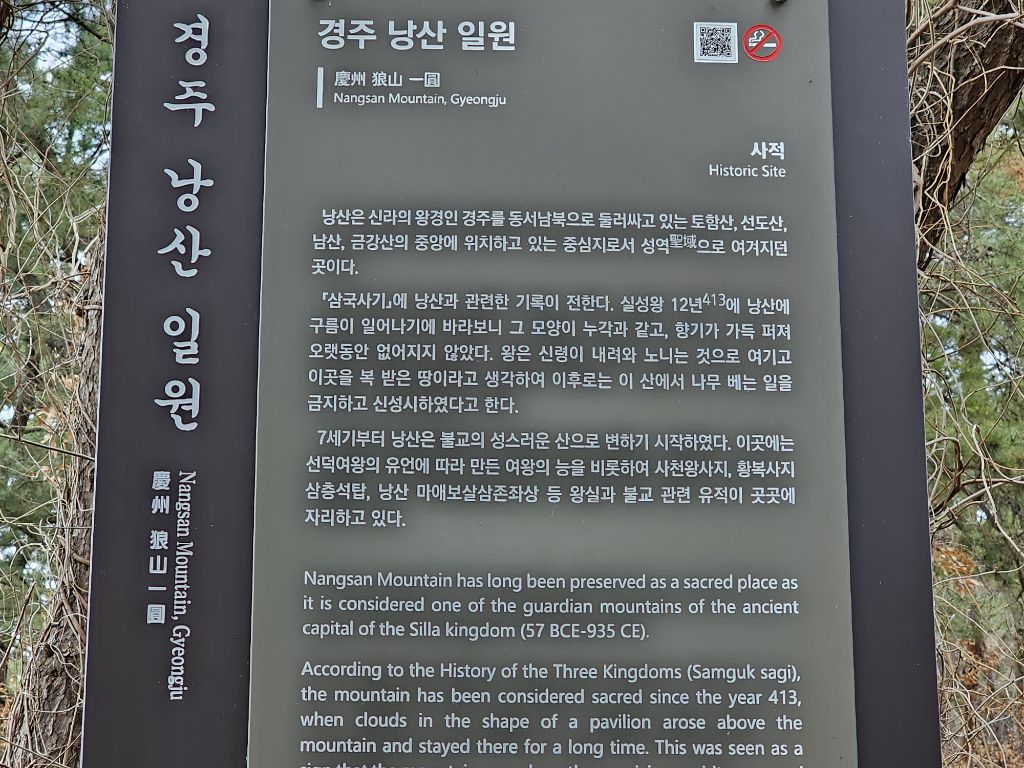 경주 낭산 일원
慶州 狼山 一圓
Nangsan Mountain, Gyeongju
경주 낭산 일원
慶州 狼山 一圓
Nangsan Mountain, Gyeongju
사적
Historic Site
낭산은 신라의 왕경인 경주를 동서남북으로 둘러싸고 있는 토함산, 선도산,
남산, 금강산의 중앙에 위치하고 있는 중심지로서 성역聖域으로 여겨지던
곳이다.
『삼국사기』에 낭산과 관련한 기록이 전한다. 실성왕 12년413에 낭산에
구름이 일어나기에 바라보니 그 모양이 누각과 같고, 향기가 가득 퍼져
오랫동안 없어지지 않았다. 왕은 신령이 내려와 노니는 것으로 여기고
이곳을 복 받은 땅이라고 생각하여 이후로는 이 산에서 나무 베는 일을
금지하고 신성시하였다고 한다.
7세기부터 낭산은 불교의 성스러운 산으로 변하기 시작하였다. 이곳에는
선덕여왕의 유언에 따라 만든 여왕의 능을 비롯하여 사천왕사지, 황복사지
삼층석탑, 낭산 마애보살삼존좌상 등 왕실과 불교 관련 유적이 곳곳에
자리하고 있다.
Nangsan Mountain has long been preserved as a sacred place as
it is considered one of the guardian mountains of the ancient
capital of the Silla kingdom (57 BCE-935 CE).
According to the History of the Three Kingdoms (Samguk sagi),
the mountain has been considered sacred since the year 413,
when clouds in the shape of a pavilion arose above the
mountain and stayed there for a long time. This was seen as a